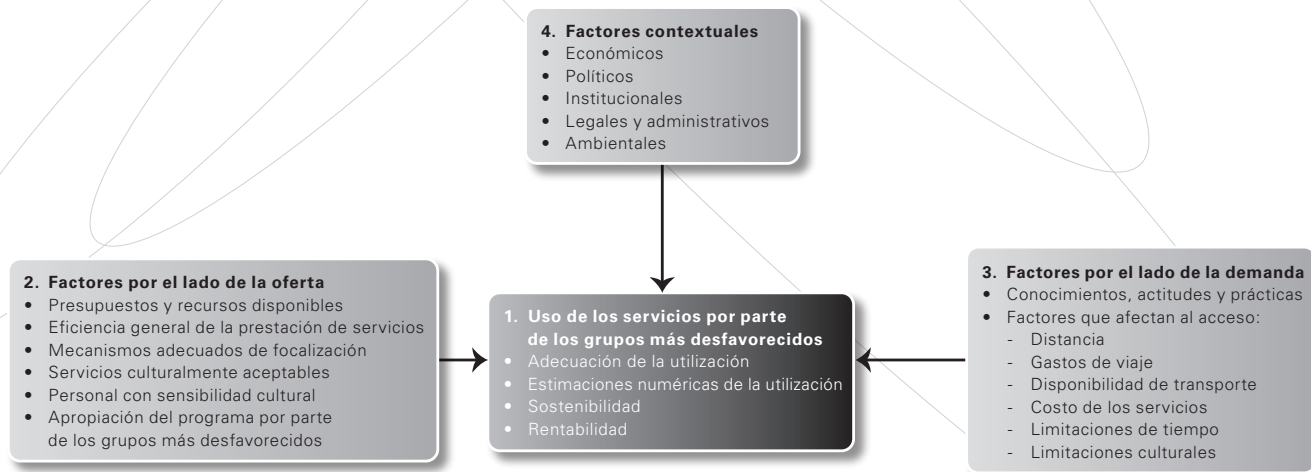 4. Factores contextuales
• Económicos
• Políticos
• Institucionales
• Legales y administrativos
• Ambientales
2. Factores por el lado de la oferta
• Presupuestos y recursos disponibles
• Eficiencia general de la prestación de servicios
• Mecanismos adecuados de focalización
• Servicios culturalmente aceptables
• Personal con sensibilidad cultural
• Apropiación del programa por parte
de los grupos más desfavorecidos
1. Uso de los servicios por parte
de los grupos más desfavorecidos
• Adecuación de la utilización
• Estimaciones numéricas de la utilización
• Sostenibilidad
• Rentabilidad
3. Factores por el lado de la demanda
• Conocimientos, actitudes y prácticas
• Factores que afectan al acceso:
- Distancia
- Gastos de viaje
- Disponibilidad de transporte
- Costo de los servicios
- Limitaciones de tiempo
- Limitaciones culturales